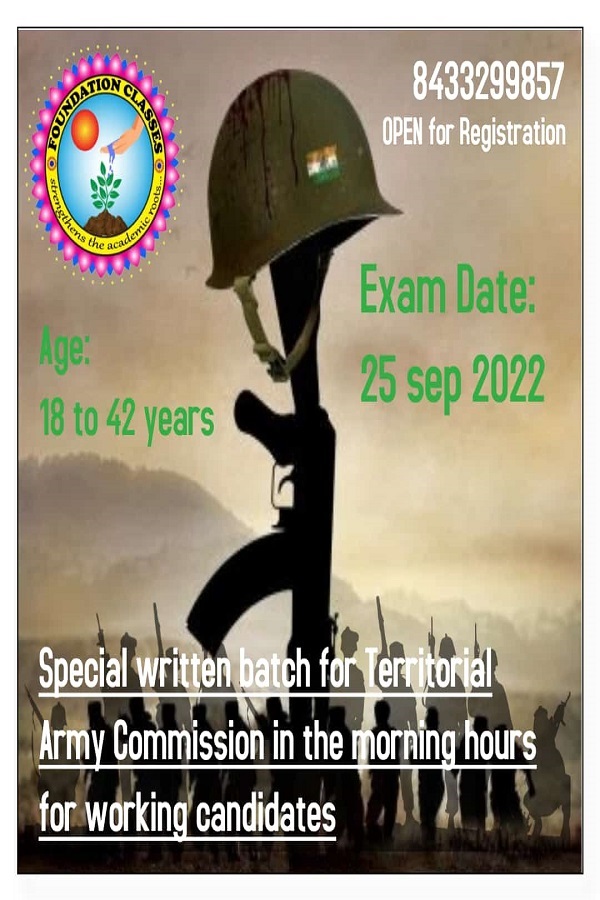 FOUNDATION CLASSES
strengthens the academic roots...
8433299857
OPEN for Registration
Exam Date:
25 sep 2022
Age:
18 to 42 years
Special written batch for Territorial
Army Commission in the morning hours
for working candidates